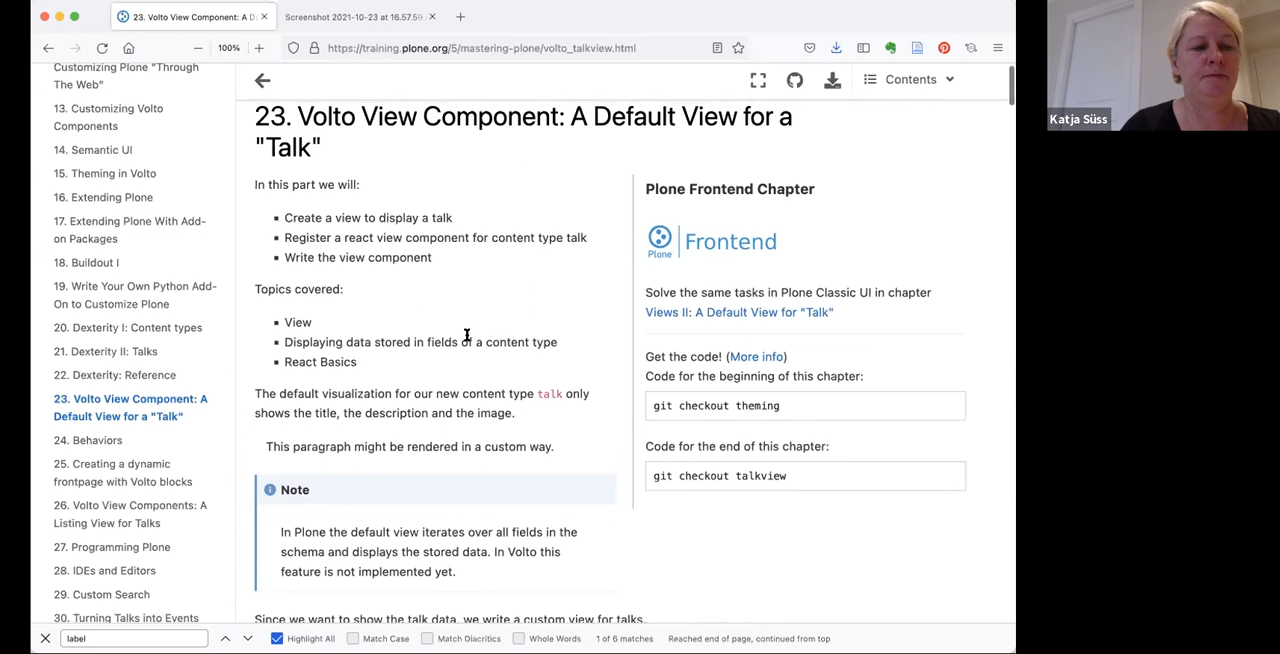 23. Volto View Component: A D
Screenshot 2021-10-23 at 16.57.59
100%
https://training.plone.org/5/mastering-plone/volto_talkview.html
Katja Süss
Customizing Plone "Through
The Web"
13. Customizing Volto
Components
14. Semantic UI
15. Theming in Volto
16. Extending Plone
17. Extending Plone With Add-
on Packages
18. Buildout I
19. Write Your Own Python Add-
On to Customize Plone
20. Dexterity I: Content types
21. Dexterity II: Talks
22. Dexterity: Reference
23. Volto View Component: A
Default View for a "Talk"
24. Behaviors
25. Creating a dynamic
frontpage with Volto blocks
26. Volto View Components: A
Listing View for Talks
27. Programming Plone
28. IDEs and Editors
29. Custom Search
30. Turning Talks into Events
Contents
23. Volto View Component: A Default View for a
"Talk"
In this part we will:
Create a view to display a talk
Register a react view component for content type talk
Write the view component
Topics covered:
View
Displaying data stored in fields of a content type
React Basics
The default visualization for our new content type talk only
shows the title, the description and the image.
This paragraph might be rendered in a custom way.
Note
In Plone the default view iterates over all fields in the
schema and displays the stored data. In Volto this
feature is not implemented yet.
Since we want to show the talk data, we write a custom view for talks.
Plone Frontend Chapter
Plone
Frontend
Solve the same tasks in Plone Classic UI in chapter
Views II: A Default View for "Talk"
Get the code! (More info)
Code for the beginning of this chapter:
git checkout theming
Code for the end of this chapter:
git checkout talkview
label
Highlight All
Match Case
Match Diacritics
Whole Words
1 of 6 matches
Reached end of page, continued from top